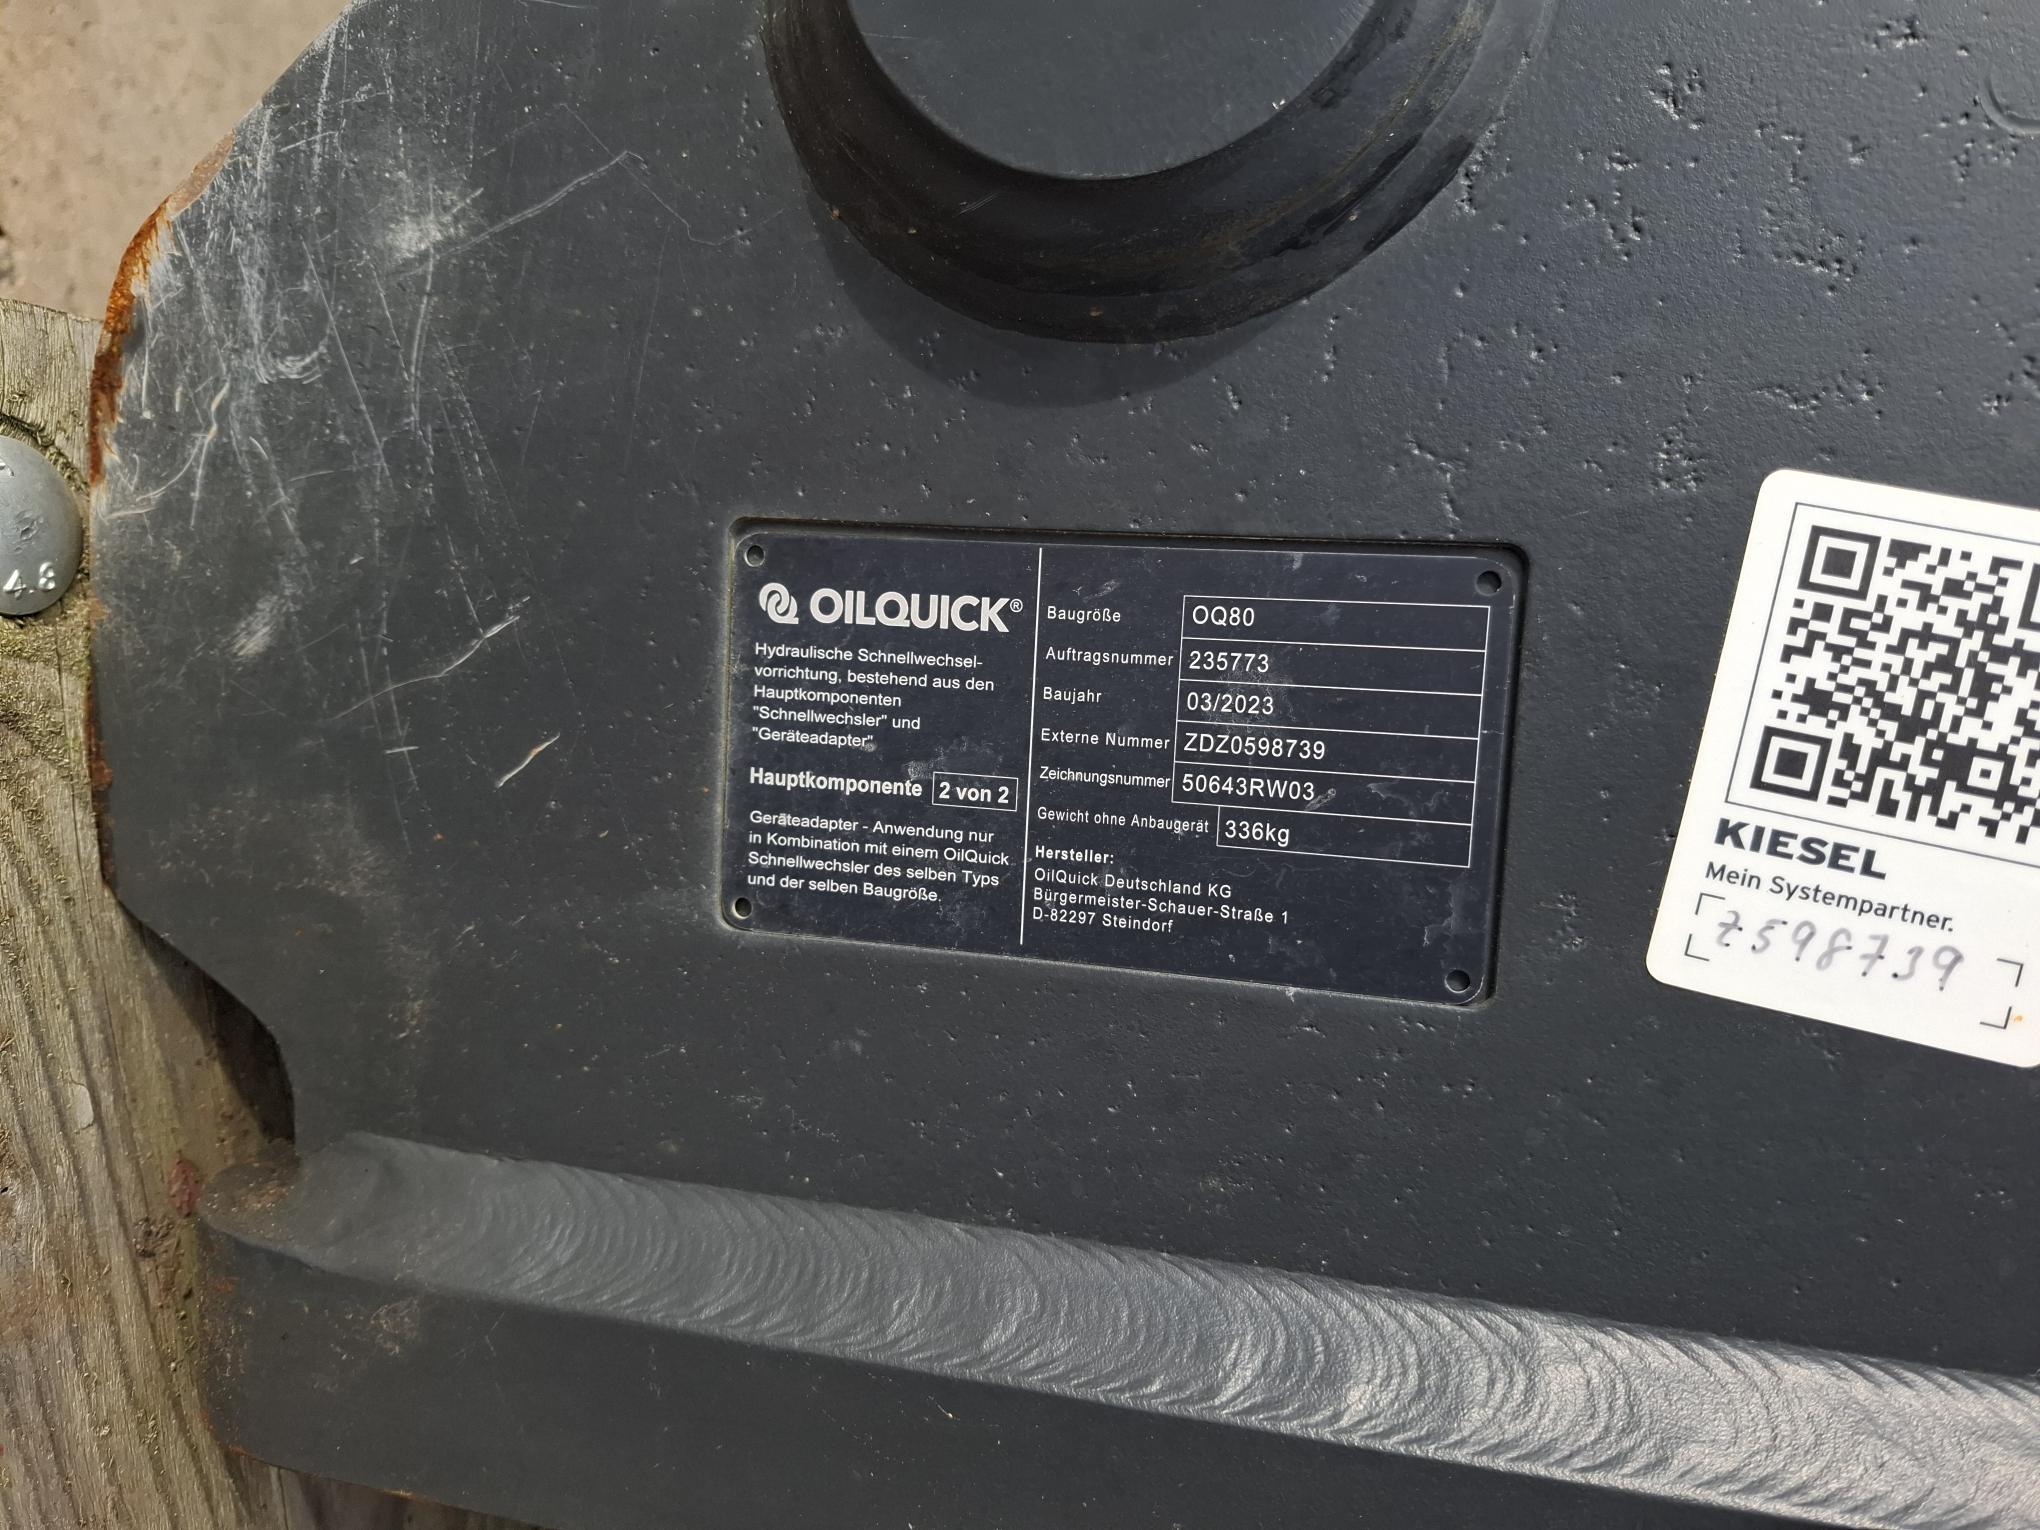 4.8
OILQUICK®
Hydraulische Schnellwechsel-
vorrichtung, bestehend aus den
Hauptkomponenten
"Schnellwechsler" und
"Geräteadapter"
Hauptkomponente 2 von 2
Geräteadapter - Anwendung nur
in Kombination mit einem OilQuick
Schnellwechsler des selben Typs
und der selben Baugröße.
Baugröße OQ80
Auftragsnummer 235773
Baujahr 03/2023
Externe Nummer ZDZ0598739
Zeichnungsnummer 50643RW03
Gewicht ohne Anbaugerät 336kg
Hersteller:
OilQuick Deutschland KG
Bürgermeister-Schauer-Straße 1
D-82297 Steindorf
KIESEL
Mein Systempartner.
Z598739